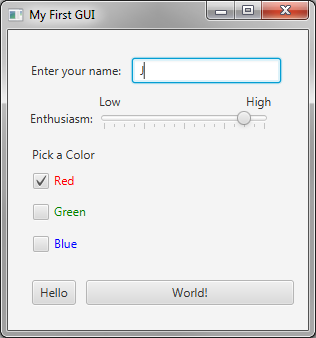 My First GUI
Enter your name: J
Low High
Enthusiasm:
Pick a Color
Red
Green
Blue
Hello World!